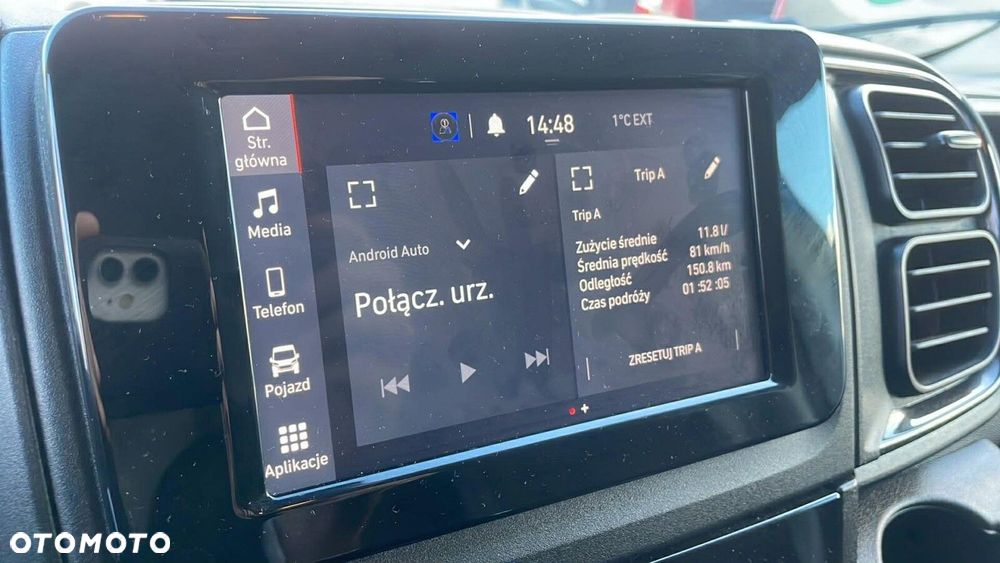 14:48
1°C EXT
Str.
główna
Media
Telefon
Pojazd
Aplikacje
Android Auto
Połącz. urz.
Trip A
Trip A
Zużycie średnie 11.8 l/
Średnia prędkość 81 km/h
Odległość 150.8 km
Czas podróży 01:52:05
ZRESETUJ TRIP A
OTOMOTO